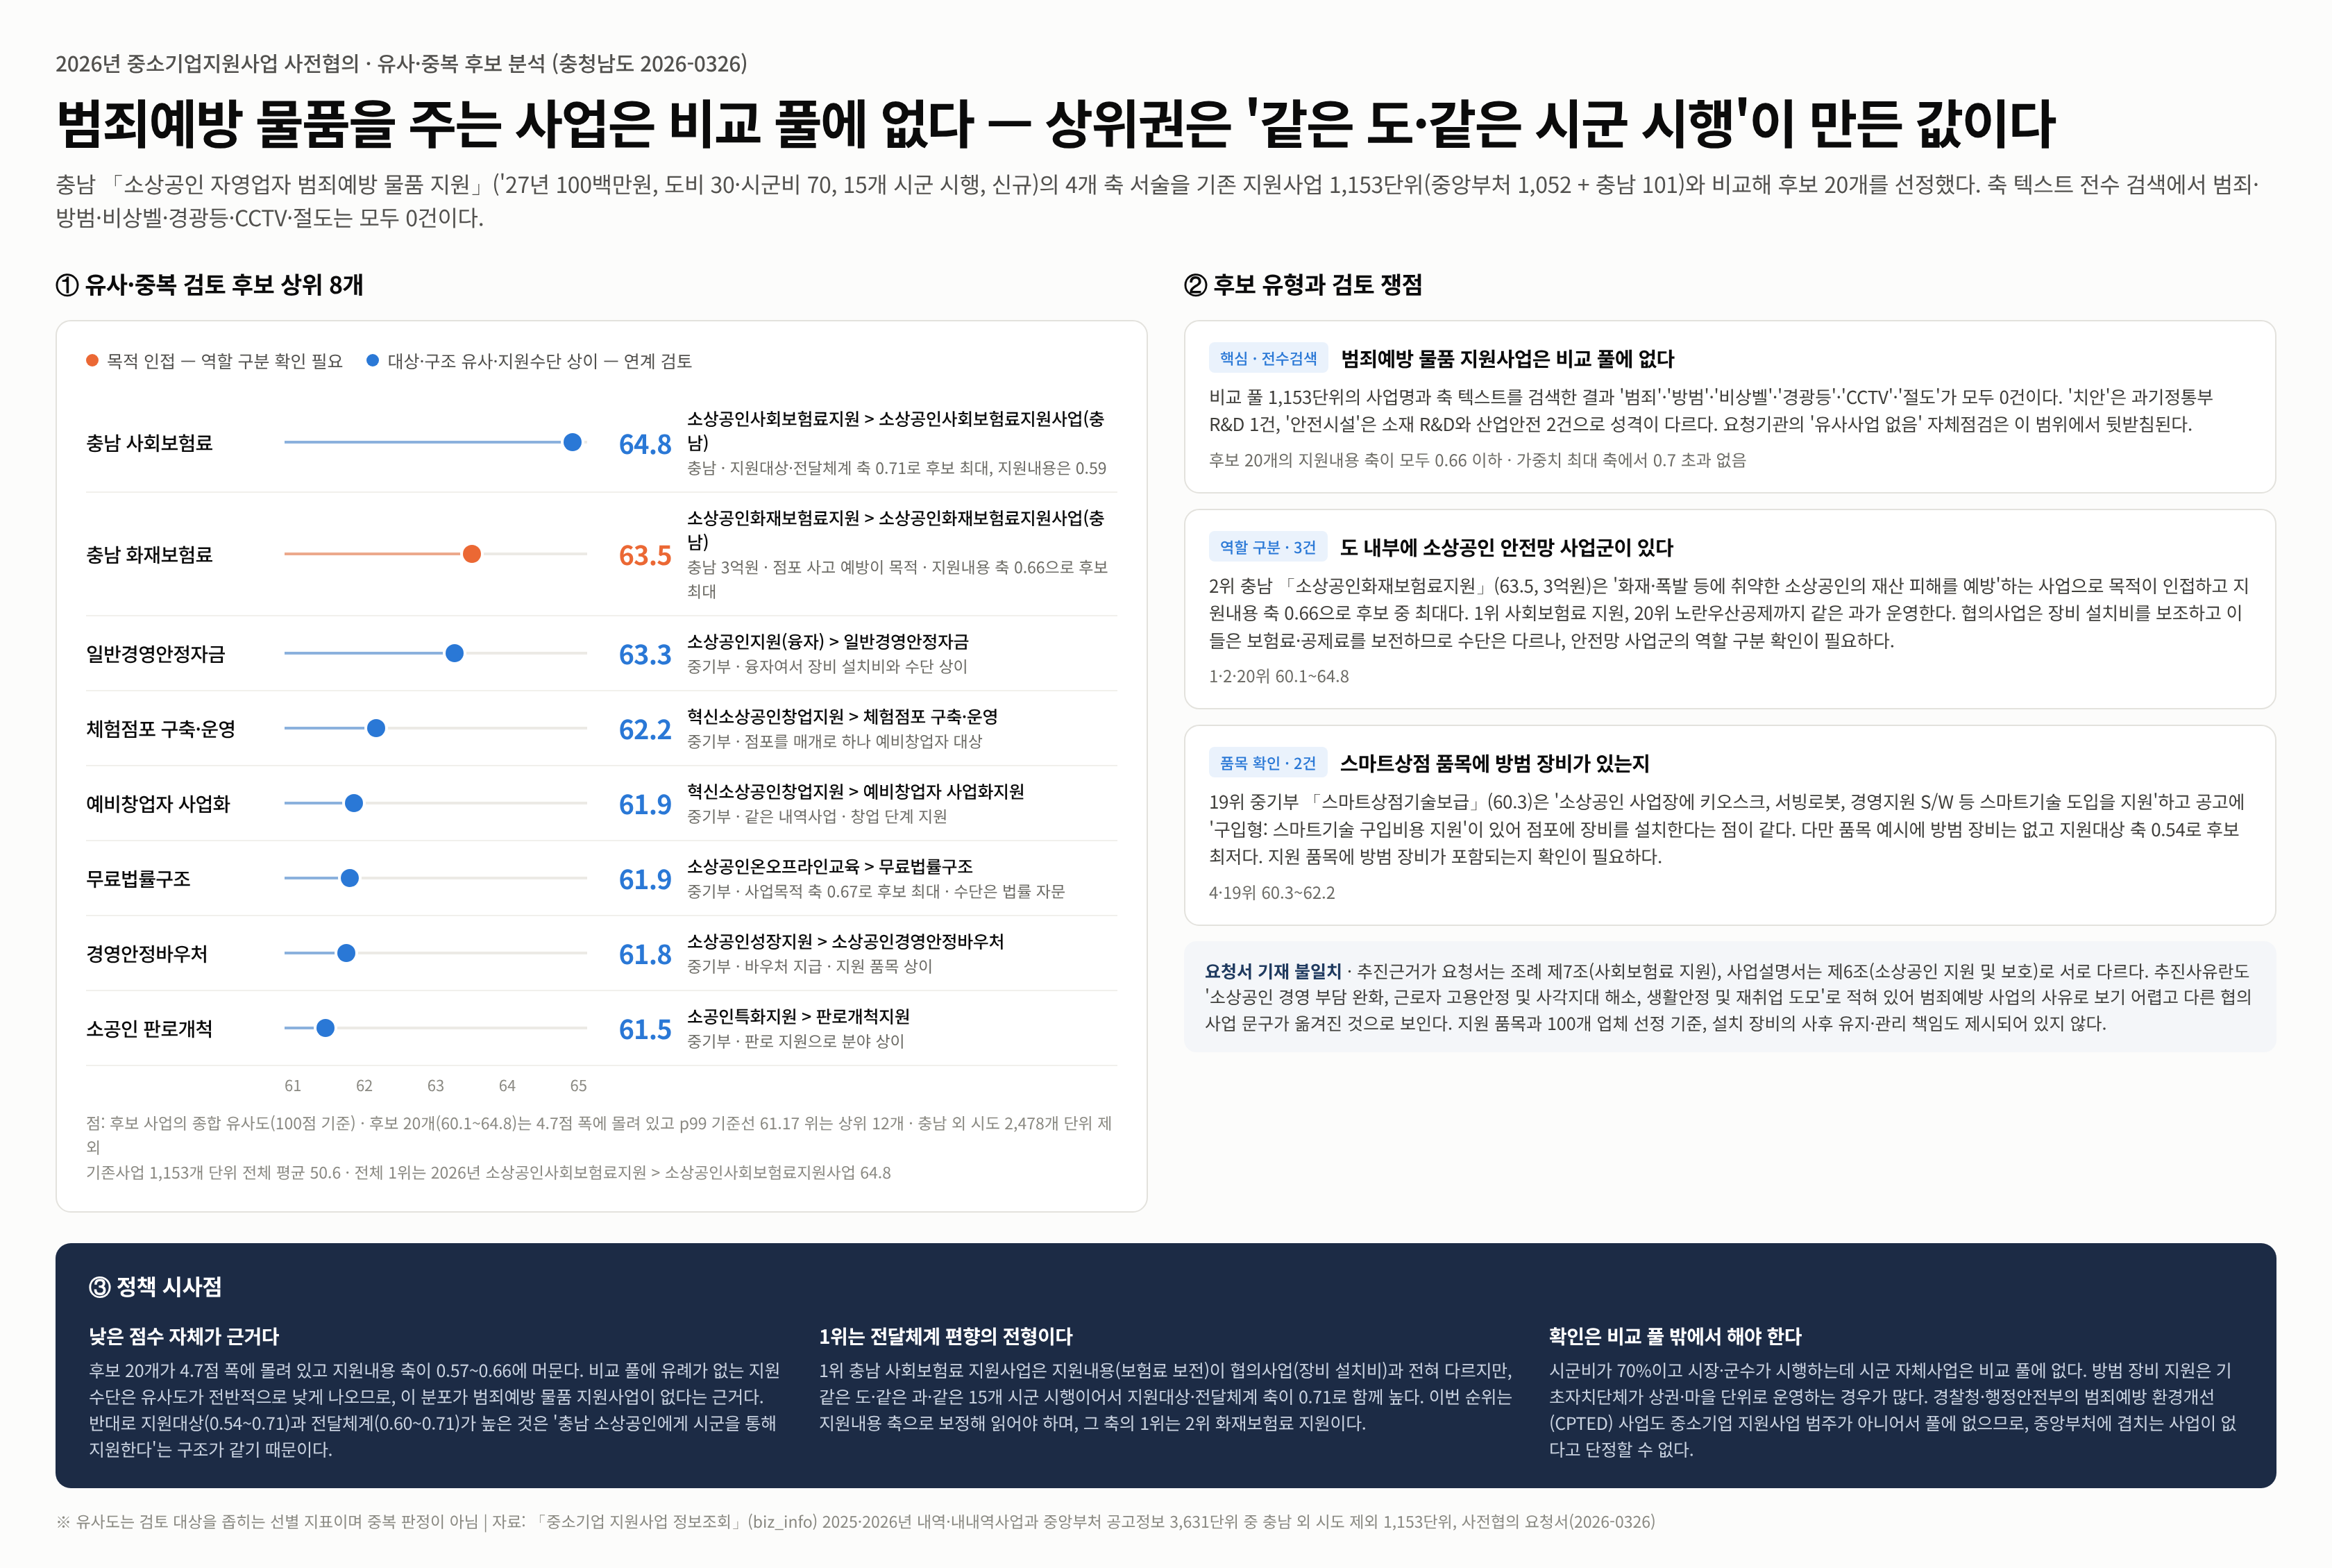 2026년 중소기업지원사업 사전협의 · 유사·중복 후보 분석 (충청남도 2026-0326)
범죄예방 물품을 주는 사업은 비교 풀에 없다 — 상위권은 '같은 도·같은 시군 시행'이 만든 값이다
충남 「소상공인 자영업자 범죄예방 물품 지원」('27년 100백만원, 도비 30·시군비 70, 15개 시군 시행, 신규)의 4개 축 서술을 기존 지원사업 1,153단위(중앙부처 1,052 + 충남 101)와 비교해 후보 20개를 선정했다. 축 텍스트 전수 검색에서 범죄·
방범·비상벨·경광등·CCTV·절도는 모두 0건이다.
① 유사·중복 검토 후보 상위 8개
목적 인접 — 역할 구분 확인 필요
대상·구조 유사·지원수단 상이 — 연계 검토
충남 사회보험료
64.8
소상공인사회보험료지원 > 소상공인사회보험료지원사업(충
남)
충남 · 지원대상·전달체계 축 0.71로 후보 최대, 지원내용은 0.59
충남 화재보험료
63.5
소상공인화재보험료지원 > 소상공인화재보험료지원사업(충
남)
충남 3억원 · 점포 사고 예방이 목적 · 지원내용 축 0.66으로 후보
최대
일반경영안정자금
63.3
소상공인지원(융자) > 일반경영안정자금
중기부 · 융자여서 장비 설치비와 수단 상이
체험점포 구축·운영
62.2
혁신소상공인창업지원 > 체험점포 구축·운영
중기부 · 점포를 매개로 하나 예비창업자 대상
예비창업자 사업화
61.9
혁신소상공인창업지원 > 예비창업자 사업화지원
중기부 · 같은 내역사업 · 창업 단계 지원
무료법률구조
61.9
소상공인온오프라인교육 > 무료법률구조
중기부 · 사업목적 축 0.67로 후보 최대 · 수단은 법률 자문
경영안정바우처
61.8
소상공인성장지원 > 소상공인경영안정바우처
중기부 · 바우처 지급 · 지원 품목 상이
소공인 판로개척
61.5
소공인특화지원 > 판로개척지원
중기부 · 판로 지원으로 분야 상이
61 62 63 64 65
점: 후보 사업의 종합 유사도(100점 기준) · 후보 20개(60.1~64.8)는 4.7점 폭에 몰려 있고 p99 기준선 61.17 위는 상위 12개 · 충남 외 시도 2,478개 단위 제
외
기존사업 1,153개 단위 전체 평균 50.6 · 전체 1위는 2026년 소상공인사회보험료지원 > 소상공인사회보험료지원사업 64.8
② 후보 유형과 검토 쟁점
핵심 · 전수검색 범죄예방 물품 지원사업은 비교 풀에 없다
비교 풀 1,153단위의 사업명과 축 텍스트를 검색한 결과 '범죄'·'방범'·'비상벨'·'경광등'·'CCTV'·'절도'가 모두 0건이다. '치안'은 과기정통부
R&D 1건, '안전시설'은 소재 R&D와 산업안전 2건으로 성격이 다르다. 요청기관의 '유사사업 없음' 자체점검은 이 범위에서 뒷받침된다.
후보 20개의 지원내용 축이 모두 0.66 이하 · 가중치 최대 축에서 0.7 초과 없음
역할 구분 · 3건 도 내부에 소상공인 안전망 사업군이 있다
2위 충남 「소상공인화재보험료지원」(63.5, 3억원)은 '화재·폭발 등에 취약한 소상공인의 재산 피해를 예방'하는 사업으로 목적이 인접하고 지
원내용 축 0.66으로 후보 중 최대다. 1위 사회보험료 지원, 20위 노란우산공제까지 같은 과가 운영한다. 협의사업은 장비 설치비를 보조하고 이
들은 보험료·공제료를 보전하므로 수단은 다르나, 안전망 사업군의 역할 구분 확인이 필요하다.
1·2·20위 60.1~64.8
품목 확인 · 2건 스마트상점 품목에 방범 장비가 있는지
19위 중기부 「스마트상점기술보급」(60.3)은 '소상공인 사업장에 키오스크, 서빙로봇, 경영지원 S/W 등 스마트기술 도입을 지원'하고 공고에
'구입형: 스마트기술 구입비용 지원'이 있어 점포에 장비를 설치한다는 점이 같다. 다만 품목 예시에 방범 장비는 없고 지원대상 축 0.54로 후보
최저다. 지원 품목에 방범 장비가 포함되는지 확인이 필요하다.
4·19위 60.3~62.2
요청서 기재 불일치 · 추진근거가 요청서는 조례 제7조(사회보험료 지원), 사업설명서는 제6조(소상공인 지원 및 보호)로 서로 다르다. 추진사유란도
'소상공인 경영 부담 완화, 근로자 고용안정 및 사각지대 해소, 생활안정 및 재취업 도모'로 적혀 있어 범죄예방 사업의 사유로 보기 어렵고 다른 협의
사업 문구가 옮겨진 것으로 보인다. 지원 품목과 100개 업체 선정 기준, 설치 장비의 사후 유지·관리 책임도 제시되어 있지 않다.
③ 정책 시사점
낮은 점수 자체가 근거다
후보 20개가 4.7점 폭에 몰려 있고 지원내용 축이 0.57~0.66에 머문다. 비교 풀에 유례가 없는 지원
수단은 유사도가 전반적으로 낮게 나오므로, 이 분포가 범죄예방 물품 지원사업이 없다는 근거다.
반대로 지원대상(0.54~0.71)과 전달체계(0.60~0.71)가 높은 것은 '충남 소상공인에게 시군을 통해
지원한다'는 구조가 같기 때문이다.
1위는 전달체계 편향의 전형이다
1위 충남 사회보험료 지원사업은 지원내용(보험료 보전)이 협의사업(장비 설치비)과 전혀 다르지만,
같은 도·같은 과·같은 15개 시군 시행이어서 지원대상·전달체계 축이 0.71로 함께 높다. 이번 순위는
지원내용 축으로 보정해 읽어야 하며, 그 축의 1위는 2위 화재보험료 지원이다.
확인은 비교 풀 밖에서 해야 한다
시군비가 70%이고 시장·군수가 시행하는데 시군 자체사업은 비교 풀에 없다. 방범 장비 지원은 기
초자치단체가 상권·마을 단위로 운영하는 경우가 많다. 경찰청·행정안전부의 범죄예방 환경개선
(CPTED) 사업도 중소기업 지원사업 범주가 아니어서 풀에 없으므로, 중앙부처에 겹치는 사업이 없
다고 단정할 수 없다.
※ 유사도는 검토 대상을 좁히는 선별 지표이며 중복 판정이 아님 | 자료: 「중소기업 지원사업 정보조회」(biz_info) 2025·2026년 내역·내내역사업과 중앙부처 공고정보 3,631단위 중 충남 외 시도 제외 1,153단위, 사전협의 요청서(2026-0326)